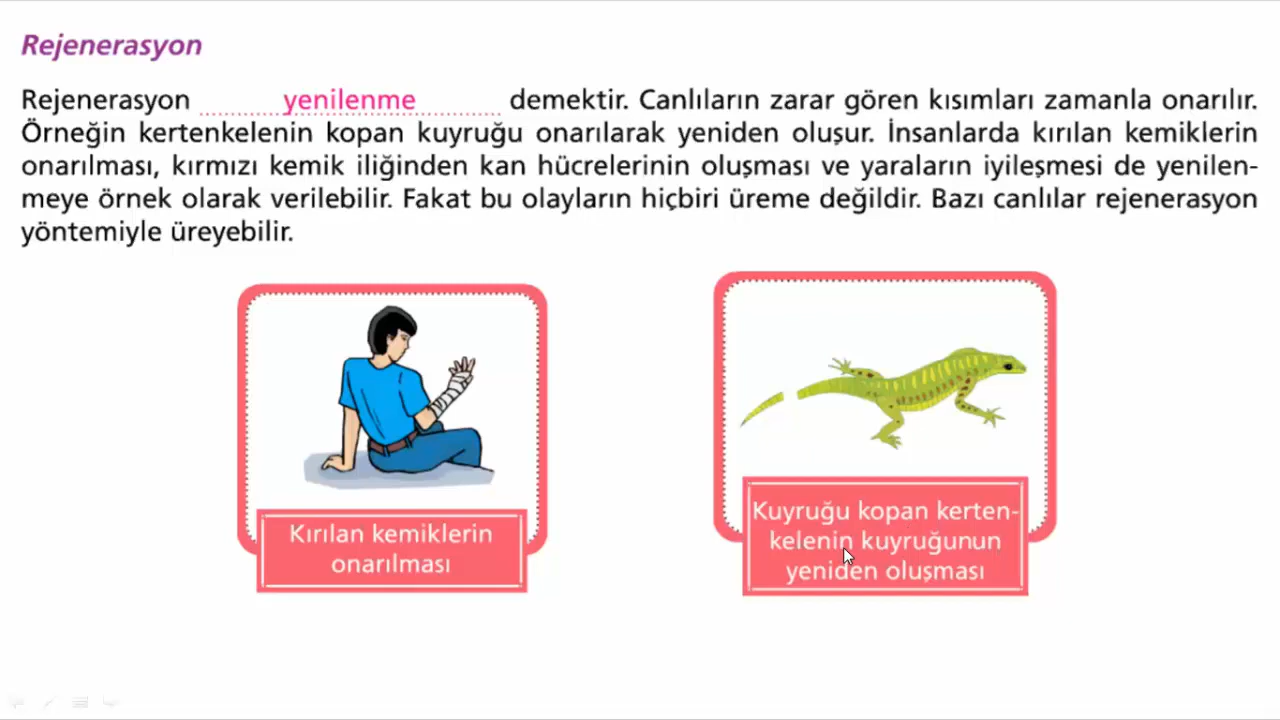 Rejenerasyon
Rejenerasyon yenilenme demektir. Canlıların zarar gören kısımları zamanla onarılır.
Örneğin kertenkelenin kopan kuyruğu onarılarak yeniden oluşur. İnsanlarda kırılan kemiklerin
onarılması, kırmızı kemik iliğinden kan hücrelerinin oluşması ve yaraların iyileşmesi de yenilen-
meye örnek olarak verilebilir. Fakat bu olayların hiçbiri üreme değildir. Bazı canlılar rejenerasyon
yöntemiyle üreyebilir.
Kırılan kemiklerin
onarılması
Kuyruğu kopan kerten-
kelenin kuyruğunun
yeniden oluşması